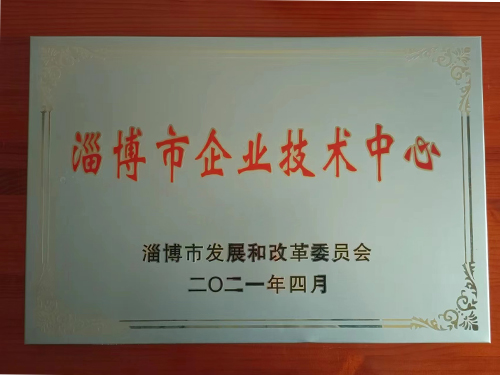 淄博市企业技术中心
淄博市发展和改革委员会
二〇二一年四月